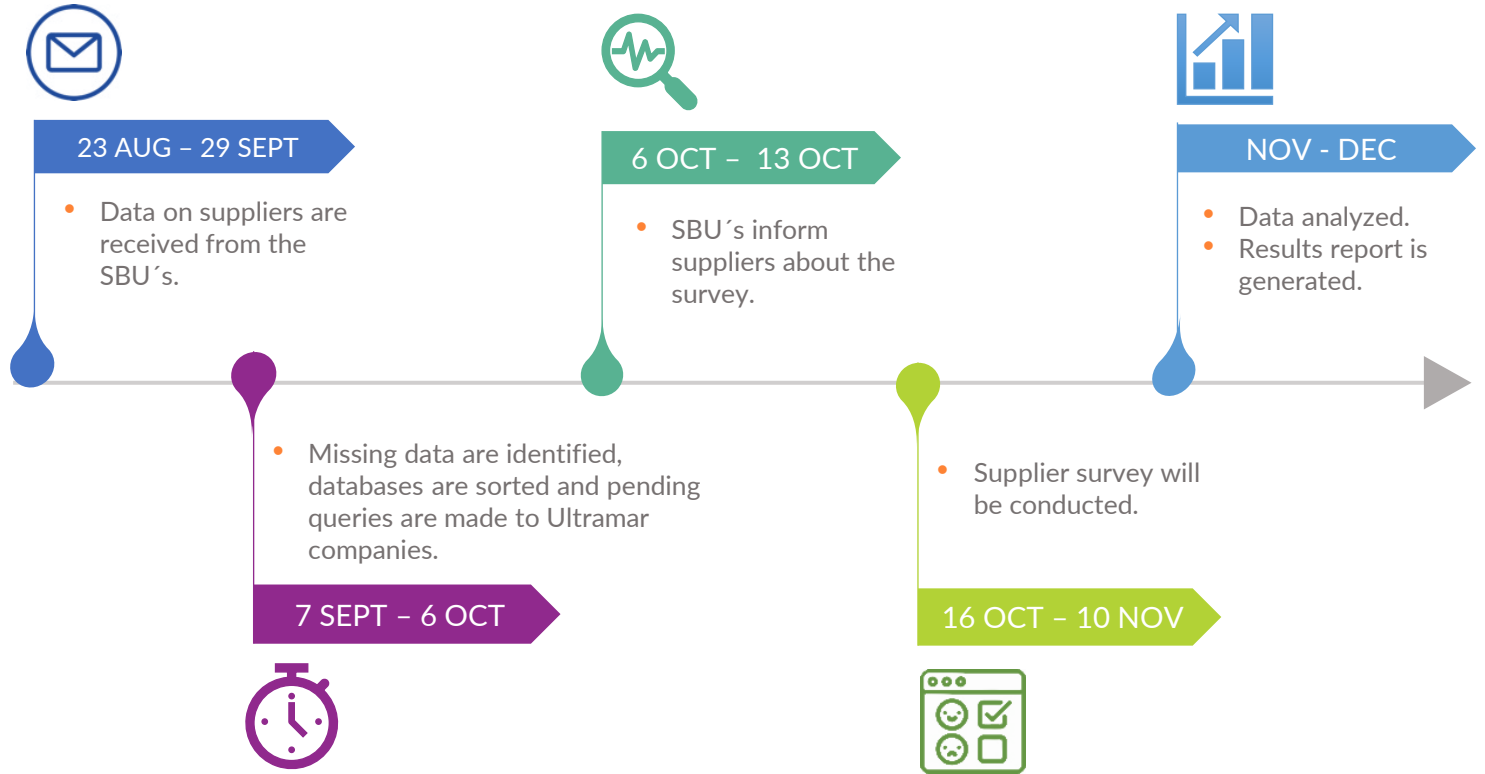 23 AUG – 29 SEPT
• Data on suppliers are
received from the
SBU´s.
• Missing data are identified,
databases are sorted and pending
queries are made to Ultramar
companies.
7 SEPT – 6 OCT
6 OCT – 13 OCT
• SBU´s inform
suppliers about the
survey.
• Supplier survey will
be conducted.
16 OCT – 10 NOV
NOV - DEC
• Data analyzed.
• Results report is
generated.